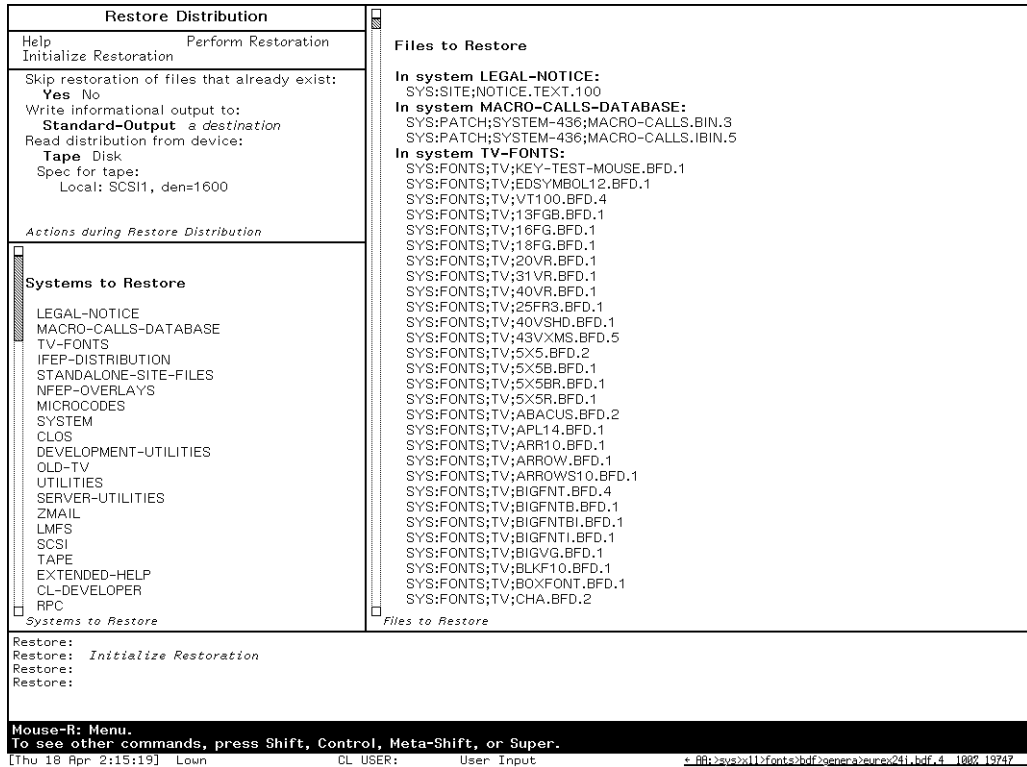 Restore Distribution
Help Perform Restoration
Initialize Restoration
Skip restoration of files that already exist:
Yes No
Write informational output to:
Standard-Output a destination
Read distribution from device:
Tape Disk
Spec for tape:
Local: SCSI1, den=1600
Actions during Restore Distribution
Systems to Restore
LEGAL-NOTICE
MACRO-CALLS-DATABASE
TV-FONTS
IFEP-DISTRIBUTION
STANDALONE-SITE-FILES
NFEP-OVERLAYS
MICROCODES
SYSTEM
CLOS
DEVELOPMENT-UTILITIES
OLD-TV
UTILITIES
SERVER-UTILITIES
ZMAIL
LMFS
SCSI
TAPE
EXTENDED-HELP
CL-DEVELOPER
RPC
Systems to Restore
Files to Restore
In system LEGAL-NOTICE:
SYS:SITE;NOTICE.TEXT.100
In system MACRO-CALLS-DATABASE:
SYS:PATCH;SYSTEM-436;MACRO-CALLS.BIN.3
SYS:PATCH;SYSTEM-436;MACRO-CALLS.IBIN.5
In system TV-FONTS:
SYS:FONTS;TV;KEY-TEST-MOUSE.BFD.1
SYS:FONTS;TV;EDSYMBOL12.BFD.1
SYS:FONTS;TV;VT100.BFD.4
SYS:FONTS;TV;13FGB.BFD.1
SYS:FONTS;TV;16FG.BFD.1
SYS:FONTS;TV;18FG.BFD.1
SYS:FONTS;TV;20VR.BFD.1
SYS:FONTS;TV;31VR.BFD.1
SYS:FONTS;TV;40VR.BFD.1
SYS:FONTS;TV;25FR3.BFD.1
SYS:FONTS;TV;40VSHD.BFD.1
SYS:FONTS;TV;43VXMS.BFD.5
SYS:FONTS;TV;5X5.BFD.2
SYS:FONTS;TV;5X5B.BFD.1
SYS:FONTS;TV;5X5BR.BFD.1
SYS:FONTS;TV;5X5R.BFD.1
SYS:FONTS;TV;ABACUS.BFD.2
SYS:FONTS;TV;APL14.BFD.1
SYS:FONTS;TV;ARR10.BFD.1
SYS:FONTS;TV;ARROW.BFD.1
SYS:FONTS;TV;ARROWS10.BFD.1
SYS:FONTS;TV;BIGFNT.BFD.4
SYS:FONTS;TV;BIGFNTB.BFD.1
SYS:FONTS;TV;BIGFNTBI.BFD.1
SYS:FONTS;TV;BIGFNTI.BFD.1
SYS:FONTS;TV;BIGVG.BFD.1
SYS:FONTS;TV;BLKF10.BFD.1
SYS:FONTS;TV;BOXFONT.BFD.1
SYS:FONTS;TV;CHA.BFD.2
Files to Restore
Restore:
Restore: Initialize Restoration
Restore:
Restore:
Mouse-R: Menu.
To see other commands, press Shift, Control, Meta-Shift, or Super.
[Thu 18 Apr 2:15:19] Lown CL USER: User Input ← AA:>sys>x11>fonts>bdf>genera>eurex24i.bdf.4 100% 19747